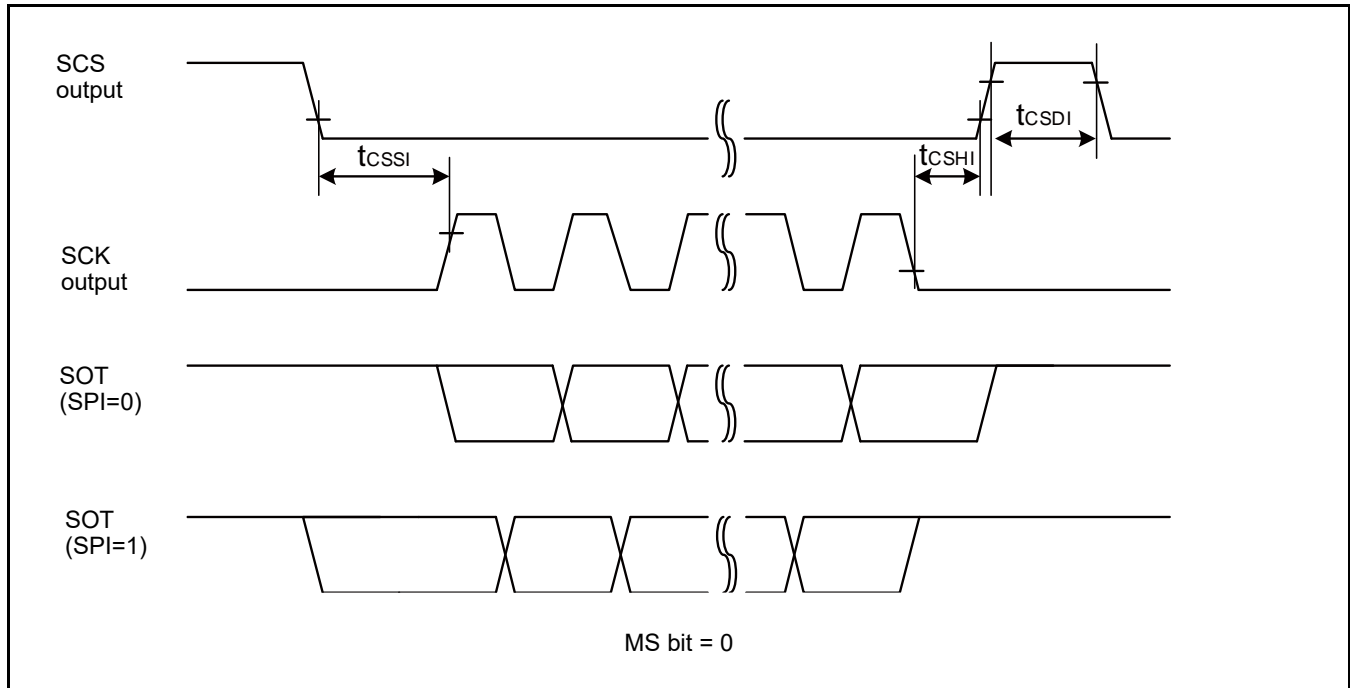 SCS
output
tCSDI
tCSSI
tCSHI
SCK
output
SOT
(SPI=0)
SOT
(SPI=1)
MS bit = 0